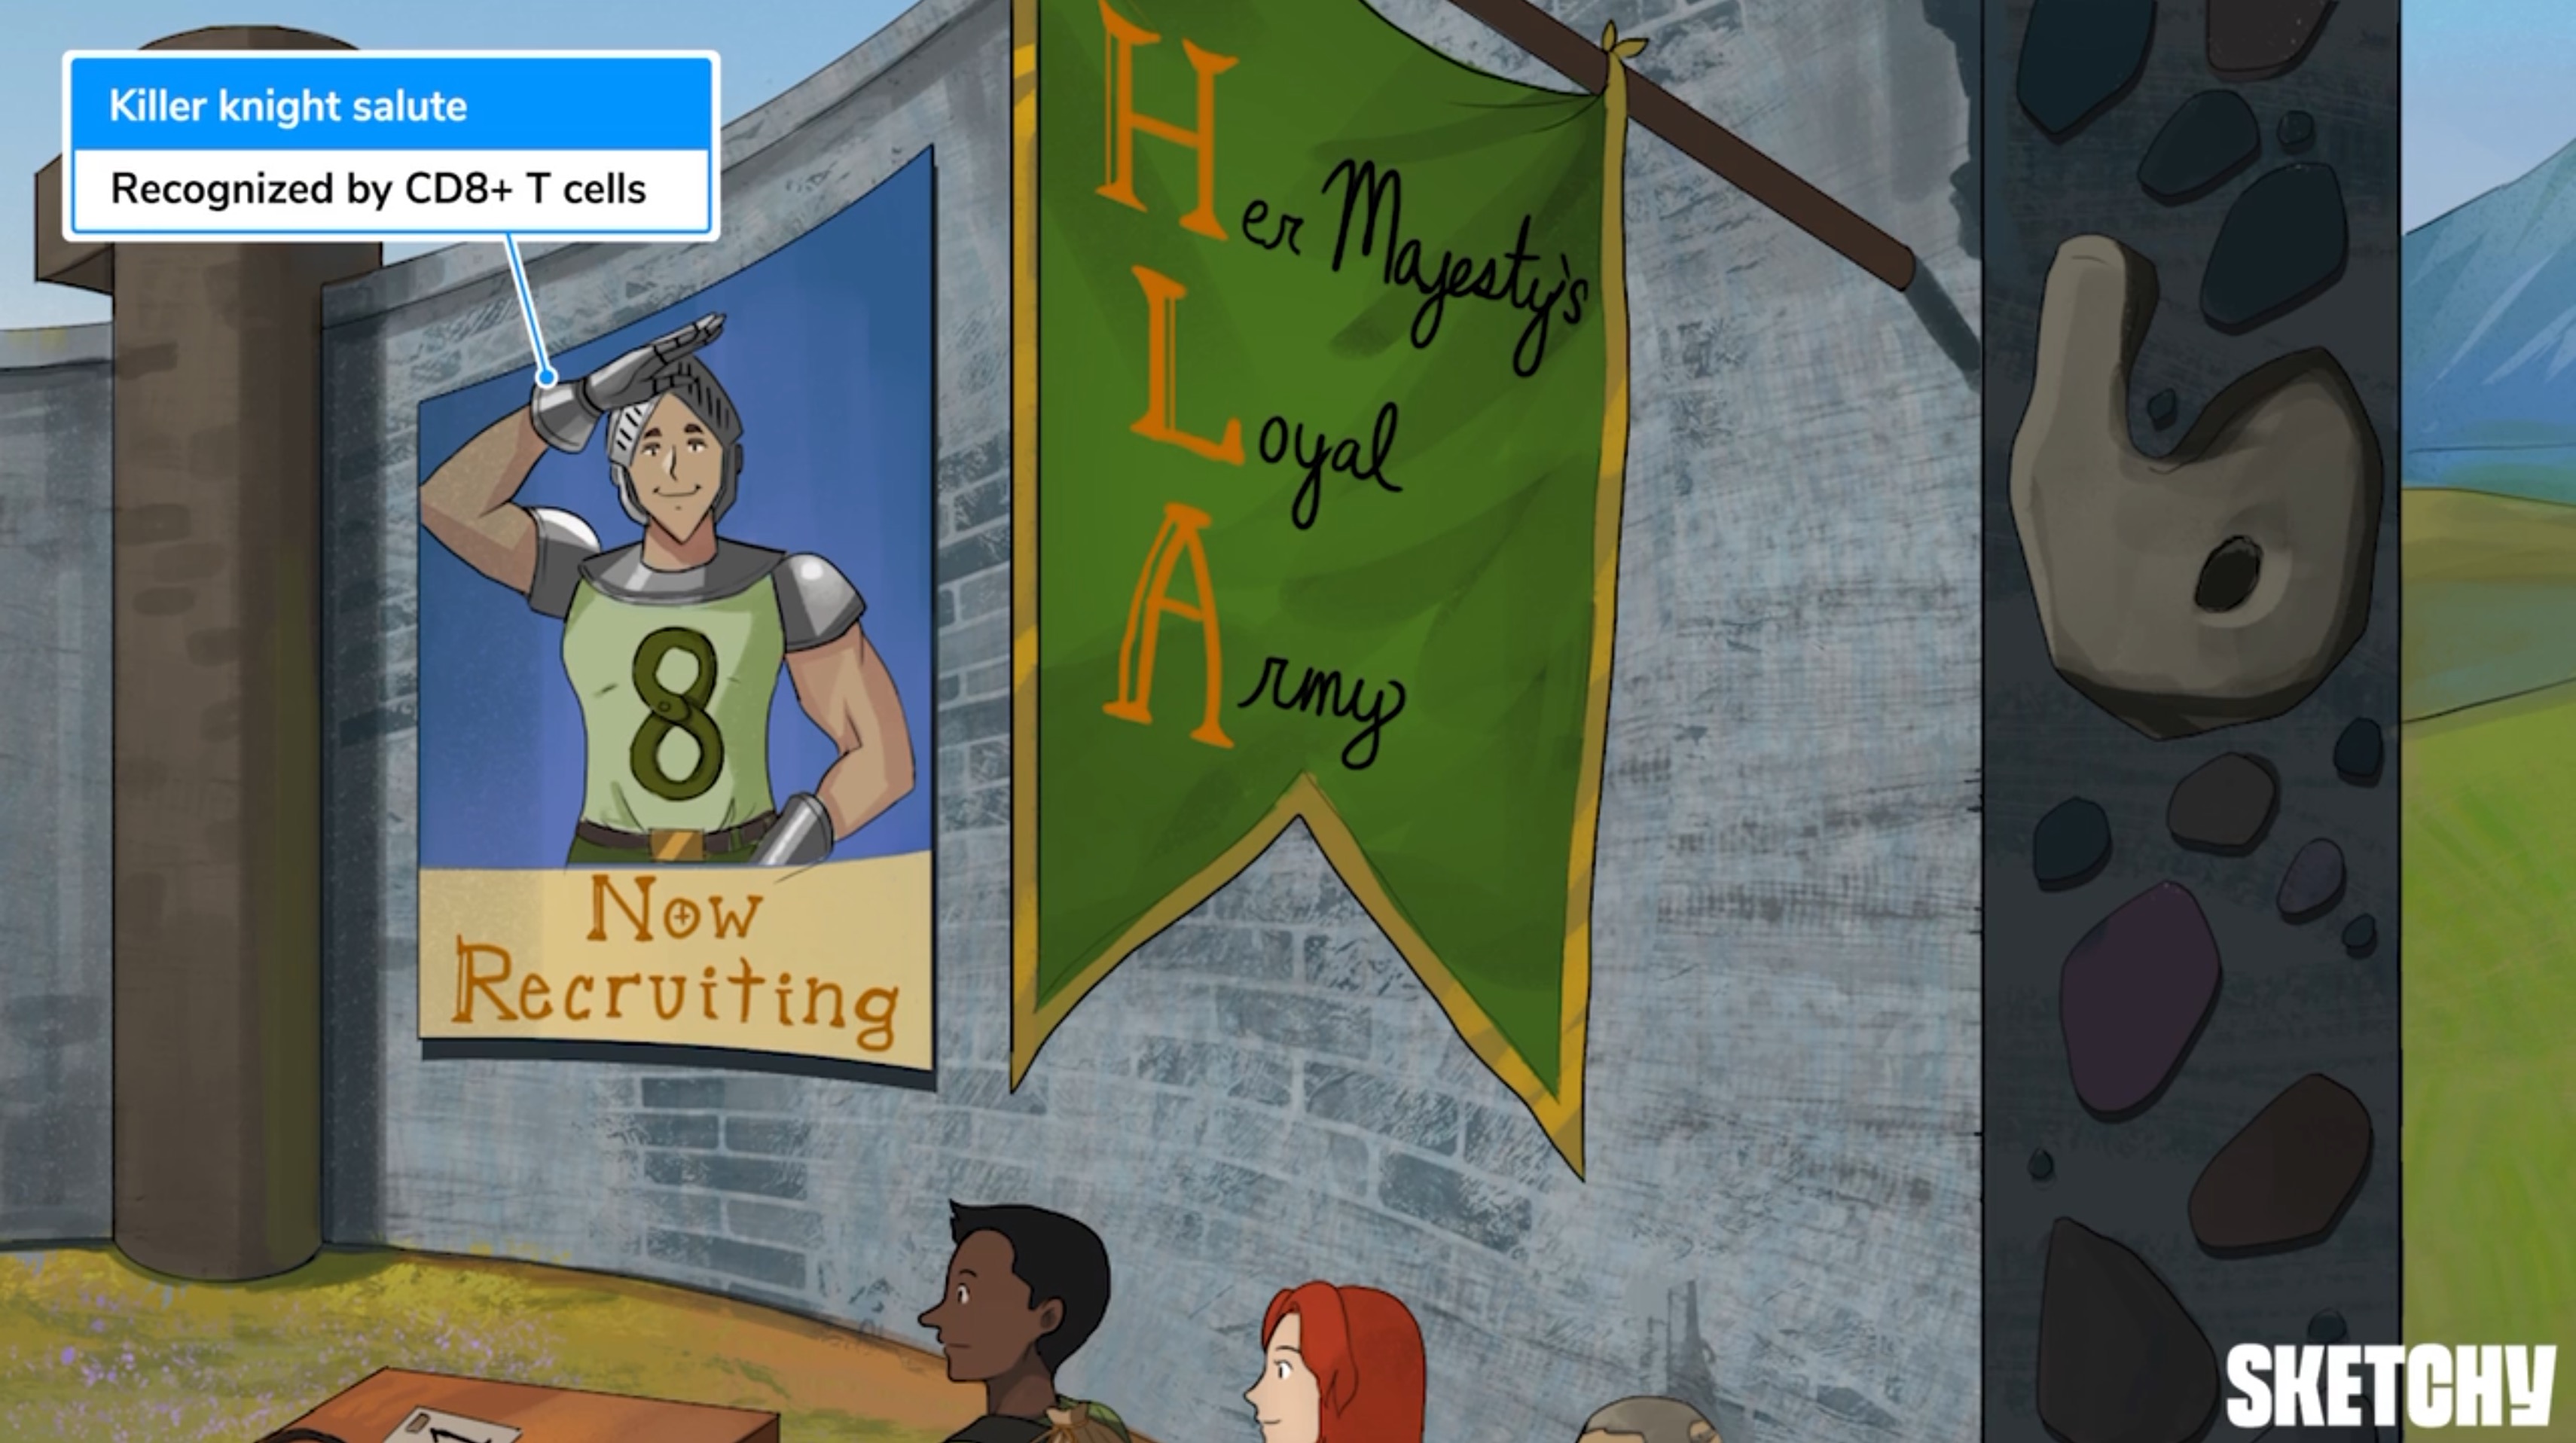 Killer knight salute
Recognized by CD8+ T cells
8
Now
Recruiting
Her Majesty's
Loyal
Army
SKETCHY